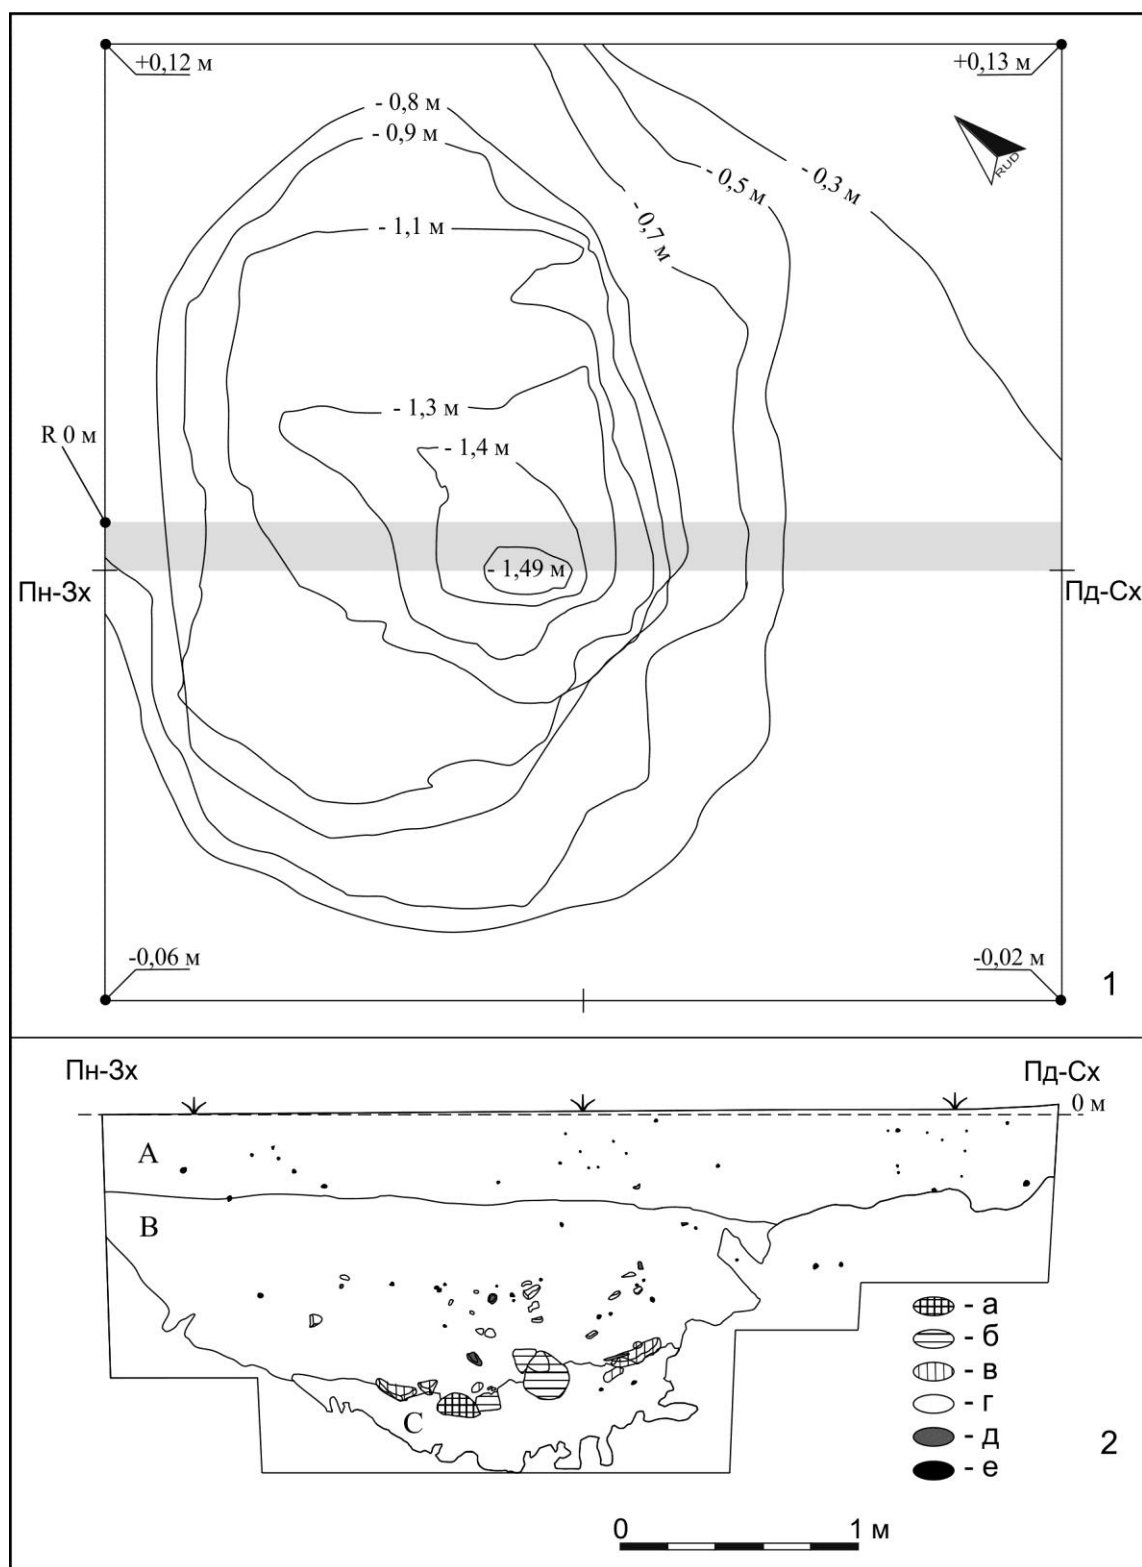 +0,12 м
+0,13 м
- 0,8 м
- 0,9 м
RUD
- 0,5 м
- 0,3 м
- 0,7 м
- 1,1 м
- 1,3 м
R 0 м
- 1,4 м
- 1,49 м
Пн-Зх
Пд-Сх
-0,06 м
-0,02 м
1
Пн-Зх
Пд-Сх
0 м
A
B
C
- а
- б
- в
- г
- д
- е
2
0 1 м